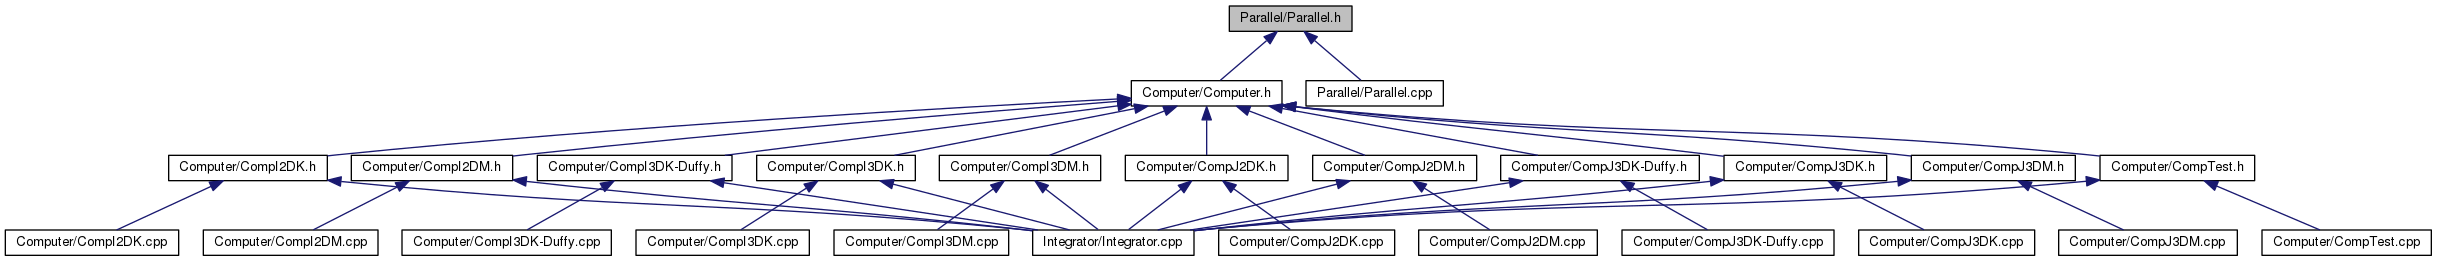 Parallel/Parallel.h
Computer/Computer.h
Parallel/Parallel.cpp
Computer/CompI2DK.h
Computer/CompI2DM.h
Computer/CompI3DK-Duffy.h
Computer/CompI3DK.h
Computer/CompI3DM.h
Computer/CompJ2DK.h
Computer/CompJ2DM.h
Computer/CompJ3DK-Duffy.h
Computer/CompJ3DK.h
Computer/CompJ3DM.h
Computer/CompTest.h
Computer/CompI2DK.cpp
Computer/CompI2DM.cpp
Computer/CompI3DK-Duffy.cpp
Computer/CompI3DK.cpp
Computer/CompI3DM.cpp
Integrator/Integrator.cpp
Computer/CompJ2DK.cpp
Computer/CompJ2DM.cpp
Computer/CompJ3DK-Duffy.cpp
Computer/CompJ3DK.cpp
Computer/CompJ3DM.cpp
Computer/CompTest.cpp